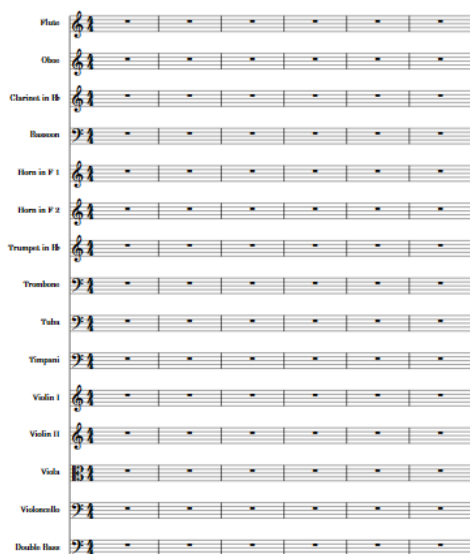 Flute
Oboe
Clarinet in B♭
Bassoon
Horn in F 1
Horn in F 2
Trumpet in B♭
Trombone
Tuba
Timpani
Violin I
Violin II
Viola
Violoncello
Double Bass